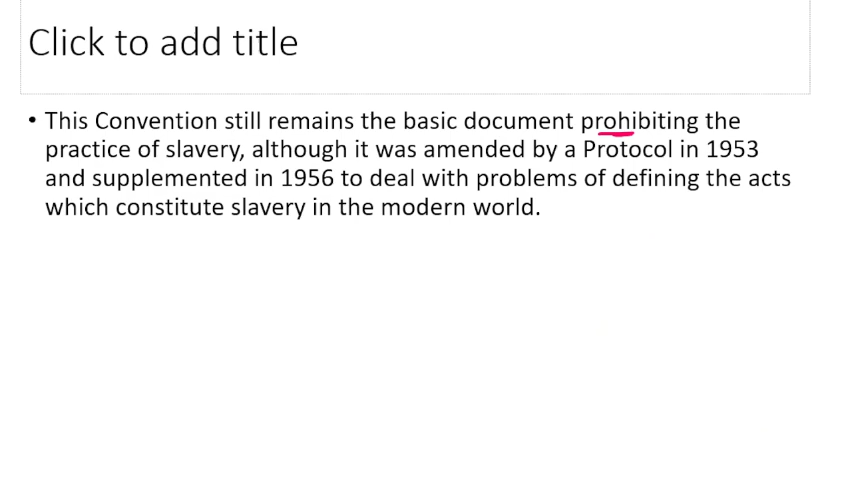 Click to add title
• This Convention still remains the basic document prohibiting the
practice of slavery, although it was amended by a Protocol in 1953
and supplemented in 1956 to deal with problems of defining the acts
which constitute slavery in the modern world.